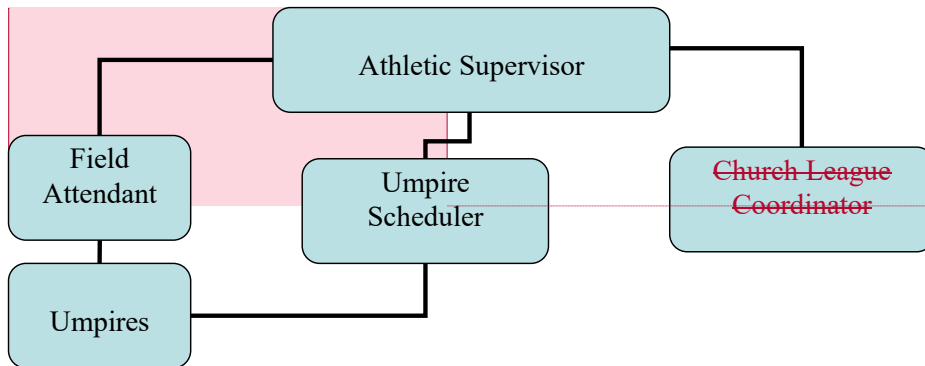 Athletic Supervisor
Field
Attendant
Umpire
Scheduler
Church League
Coordinator
Umpires